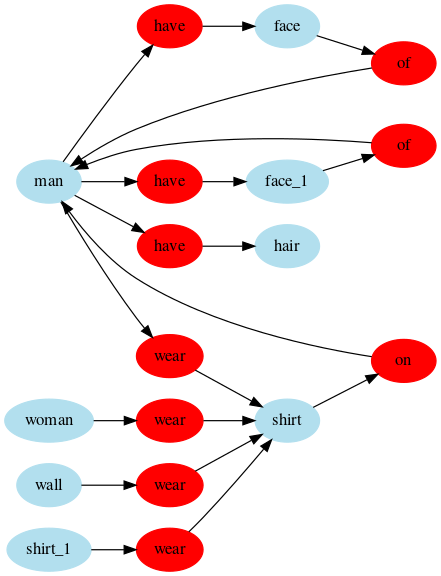 have
face
of
of
man
have
face_1
have
hair
wear
on
woman
wear
shirt
wall
wear
shirt_1
wear